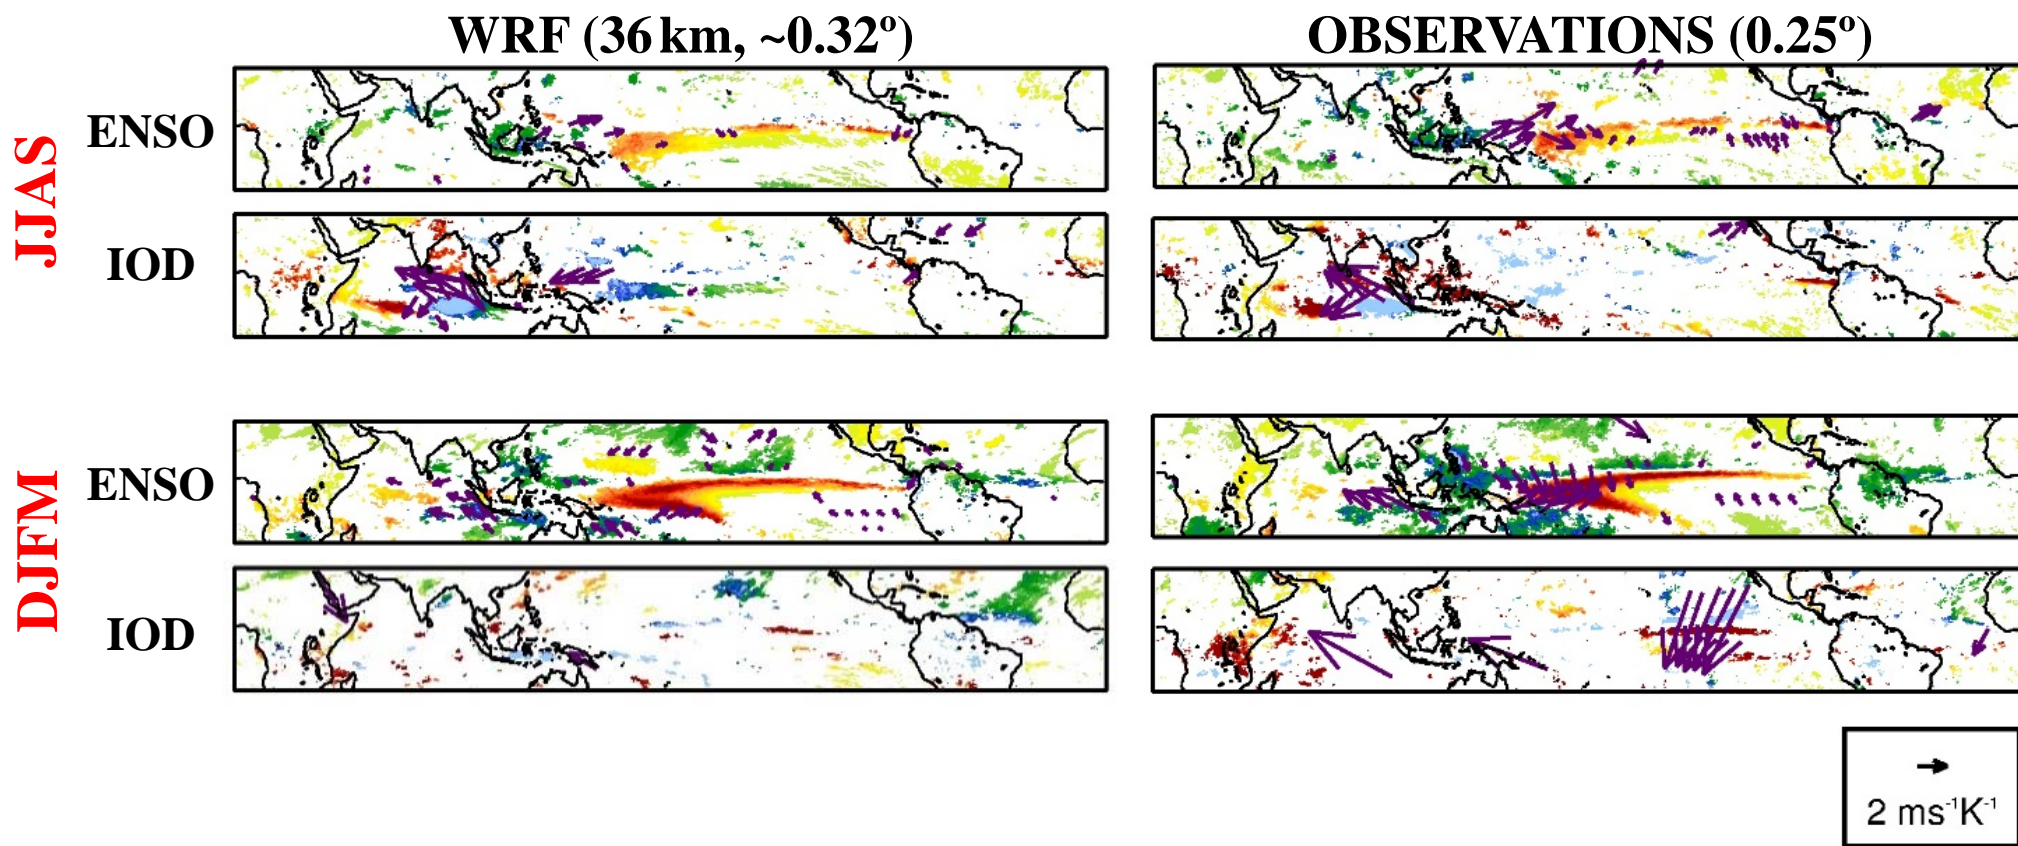 WRF (36 km, ~0.32º)
OBSERVATIONS (0.25º)
JJAS
ENSO
IOD
DJFM
ENSO
IOD
2 ms⁻¹K⁻¹